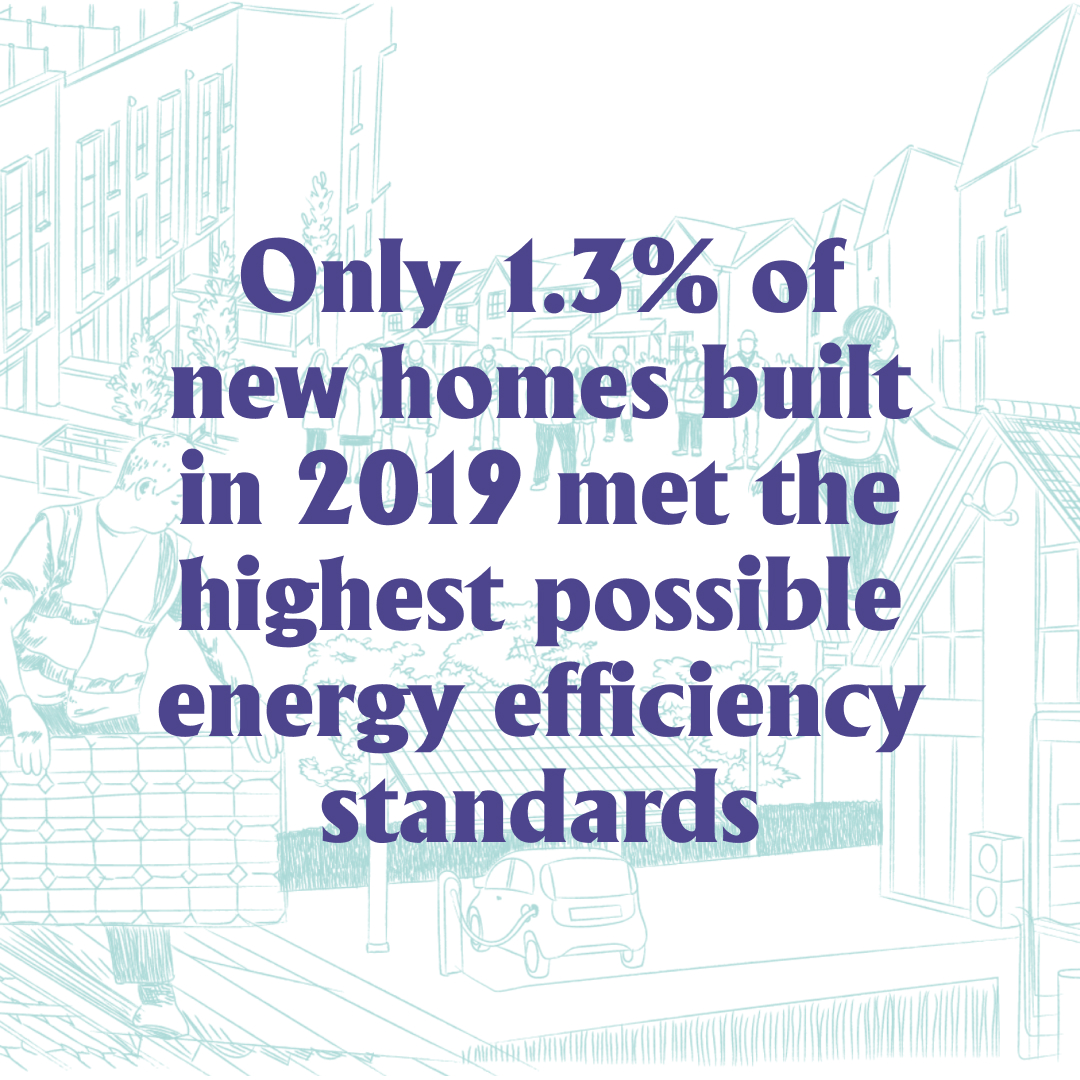 Only 1.3% of
new homes built
in 2019 met the
highest possible
energy efficiency
standards